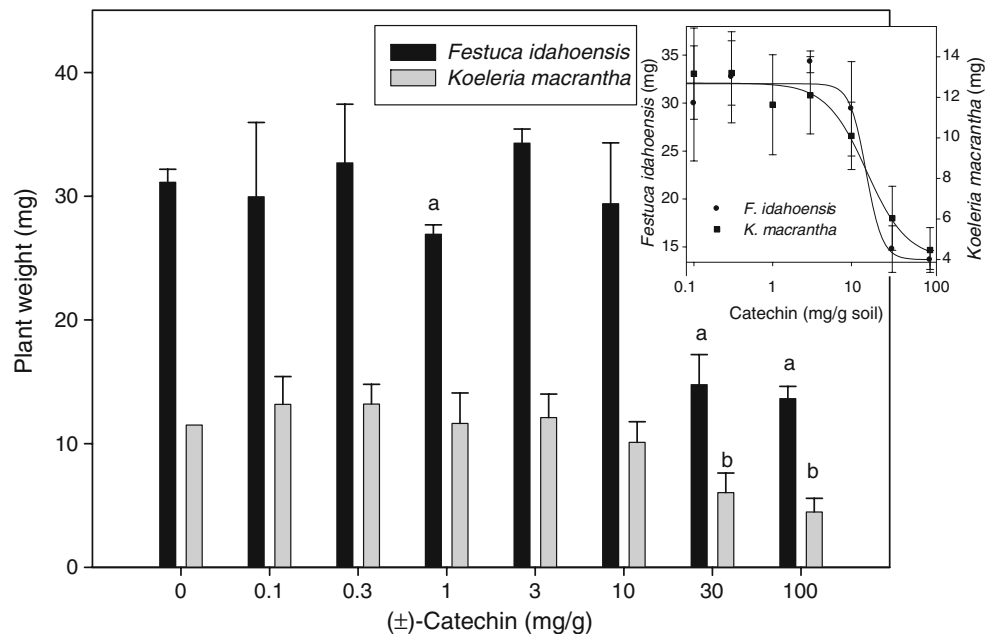 Festuca idahoensis
Koeleria macrantha
Plant weight (mg)
40
30
20
10
0
a
a
a
b
b
0
0.1
0.3
1
3
10
30
100
(±)-Catechin (mg/g)
Festuca idahoensis (mg)
35
30
25
20
15
F. idahoensis
K. macrantha
14
12
10
8
6
4
Koeleria macrantha (mg)
0.1
1
10
100
Catechin (mg/g soil)